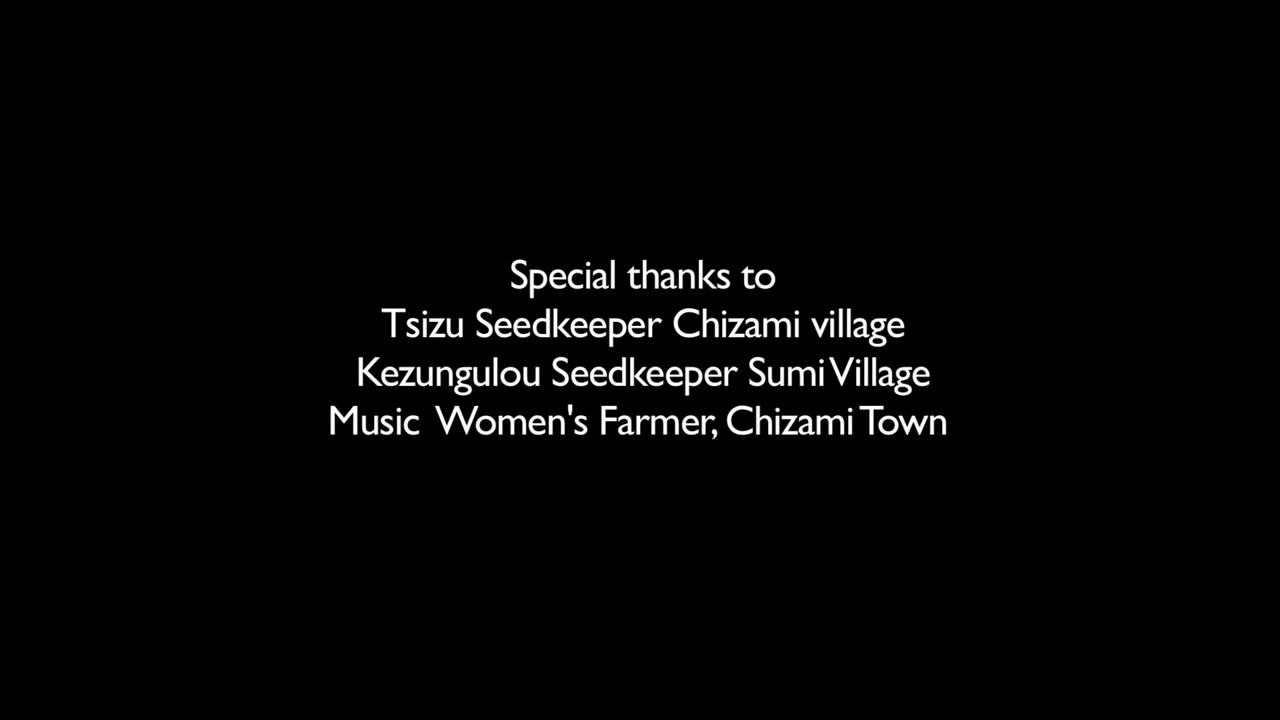 Special thanks to
Tsizu Seedkeeper Chizami village
Kezungulou Seedkeeper Sumi Village
Music Women's Farmer, Chizami Town